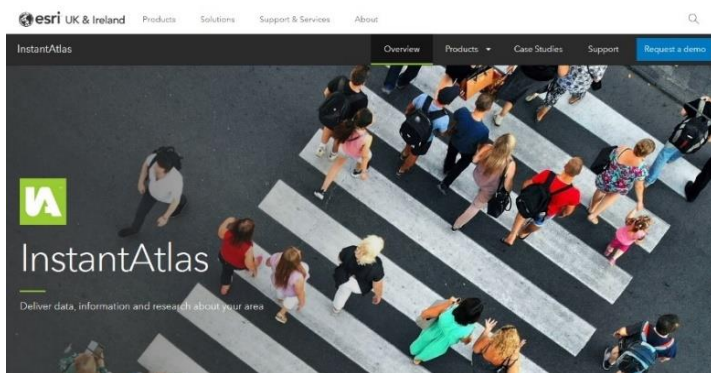 esri UK & Ireland Products Solutions Support & Services About
InstantAtlas Overview Products Case Studies Support Request a demo
IA
InstantAtlas
Deliver data, information and research about your area